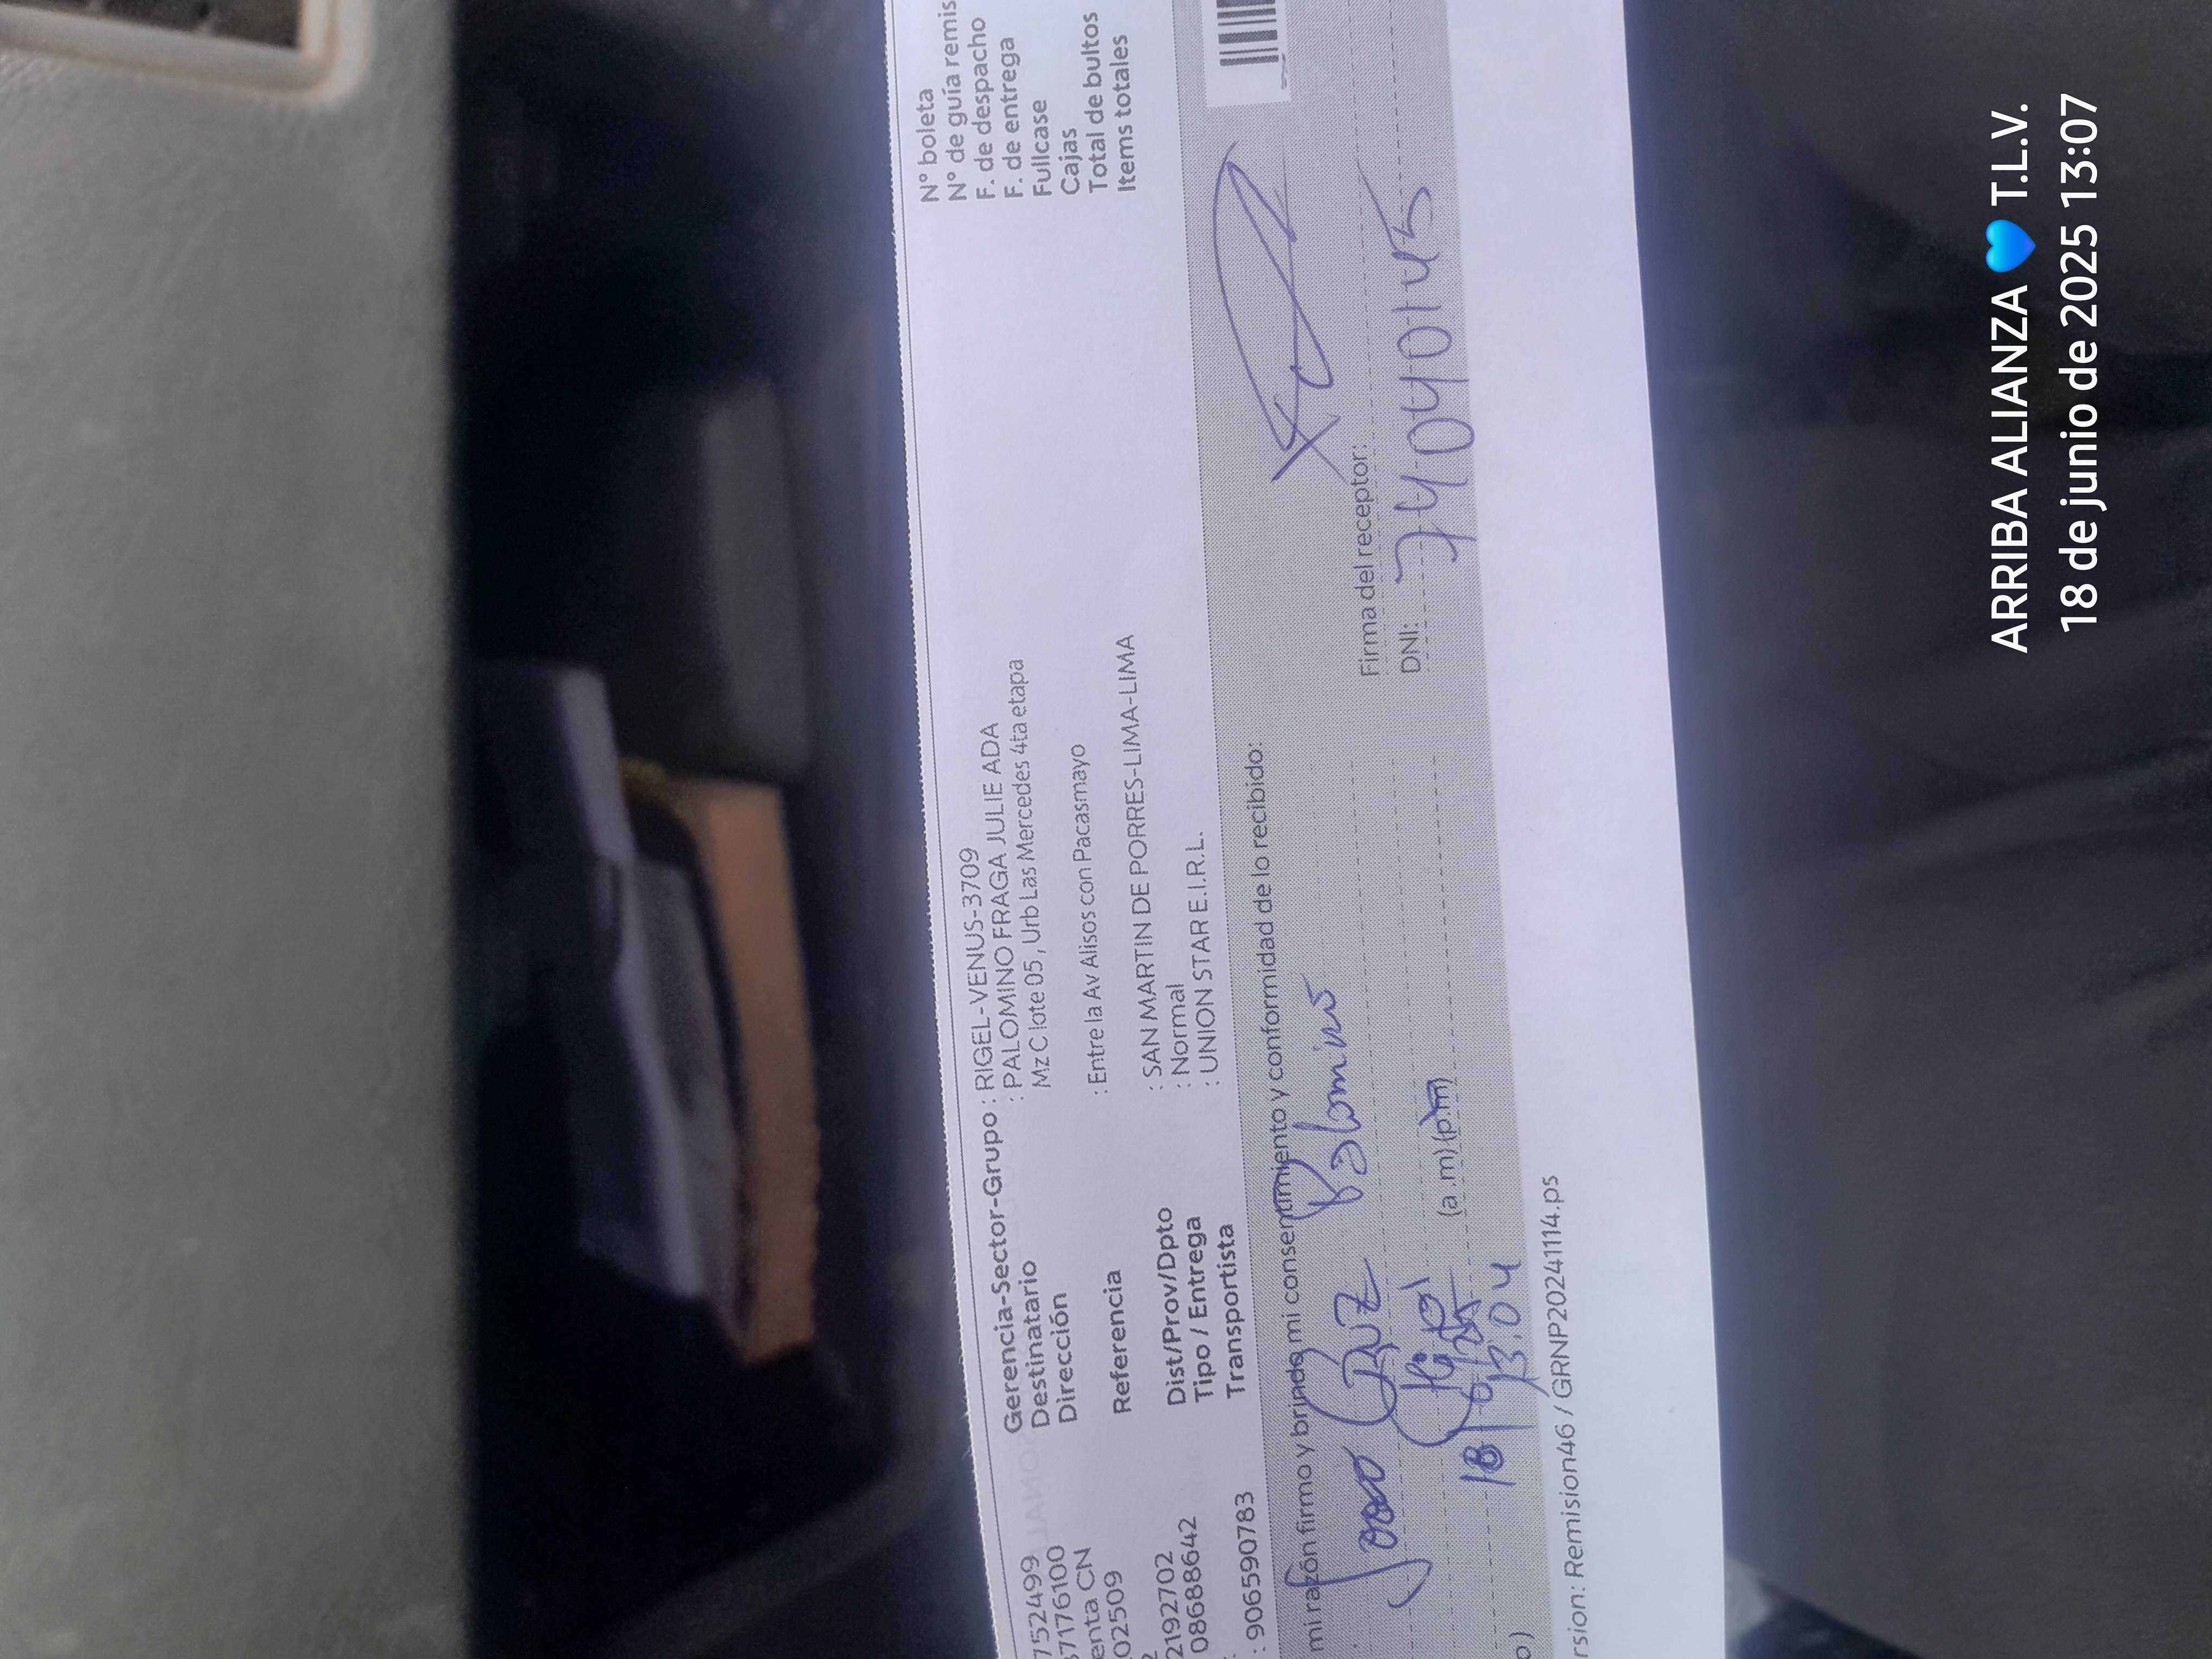 7752499
37176100
enta CN
02509
2192702
08688642
: 906590783
Gerencia-Sector-Grupo : RIGEL-VENUS-3709
Destinatario : PALOMINO FRAGA JULIE ADA
Dirección Mz C lote 05 , Urb Las Mercedes 4ta etapa
Referencia : Entre la Av Alisos con Pacasmayo
Dist/Prov/Dpto : SAN MARTIN DE PORRES-LIMA-LIMA
Tipo / Entrega : Normal
Transportista : UNION STAR E.I.R.L.
N° boleta
N° de guía remis
F. de despacho
F. de entrega
Fullcase
Cajas
Total de bultos
Items totales
mi razón firmo y brindo mi consentimiento y conformidad de lo recibido:
Palomino
(a.m) (pm)
13:04
Firma del receptor:
DNI: 74040145
rsion: Remision46 / GRNP20241114.ps
ARRIBA ALIANZA 💙 T.L.V.
18 de junio de 2025 13:07